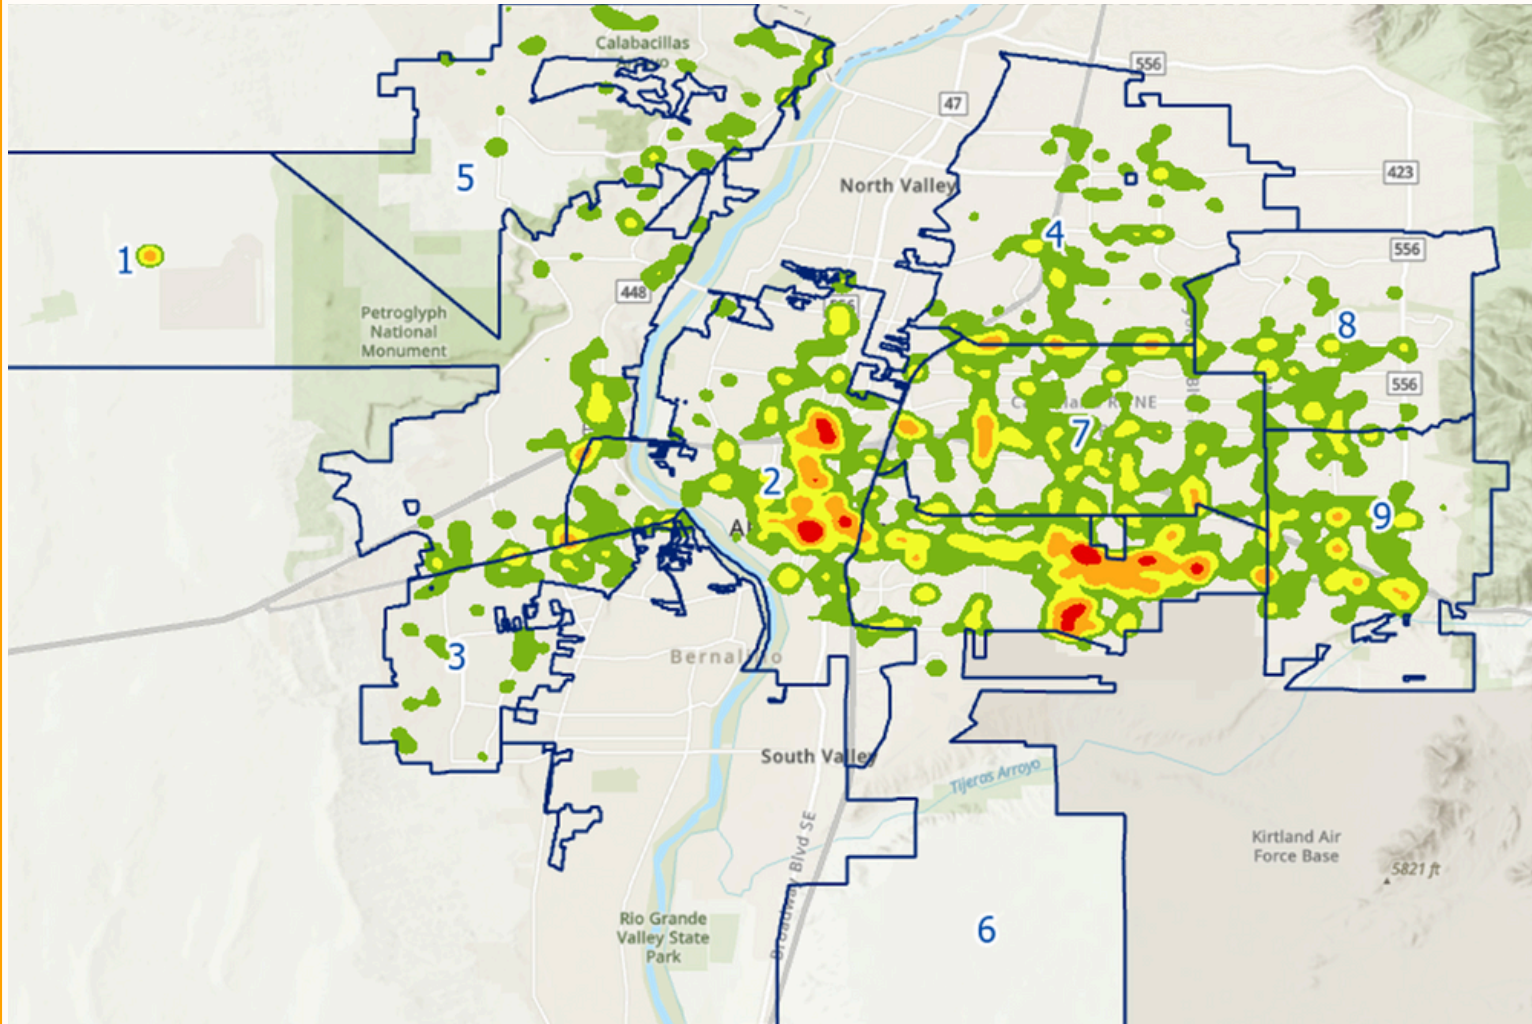 Calabacillas
Arroyo
556
47
5
423
North Valley
1
4
556
448
556
Petroglyph
National
Monument
8
556
7
2
9
3
Bernalillo
South Valley
Tijeras Arroyo
Broadway Blvd SE
Kirtland Air
Force Base
5821 ft
Rio Grande
Valley State
Park
6